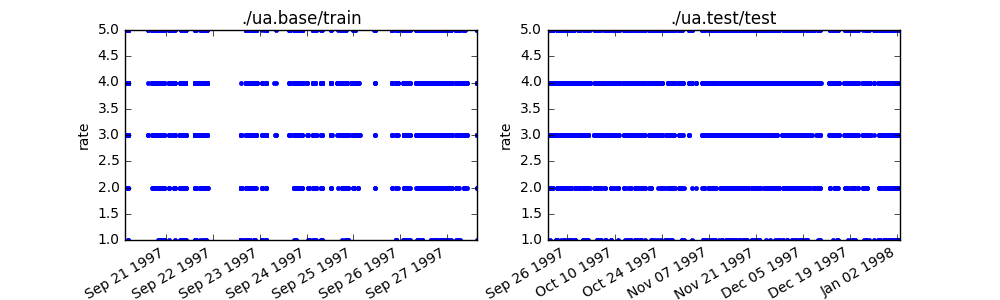 ./ua.base/train
5.0
4.5
4.0
3.5
3.0
2.5
2.0
1.5
1.0
rate
Sep 21 1997
Sep 22 1997
Sep 23 1997
Sep 24 1997
Sep 25 1997
Sep 26 1997
Sep 27 1997
./ua.test/test
5.0
4.5
4.0
3.5
3.0
2.5
2.0
1.5
1.0
rate
Sep 26 1997
Oct 10 1997
Oct 24 1997
Nov 07 1997
Nov 21 1997
Dec 05 1997
Dec 19 1997
Jan 02 1998